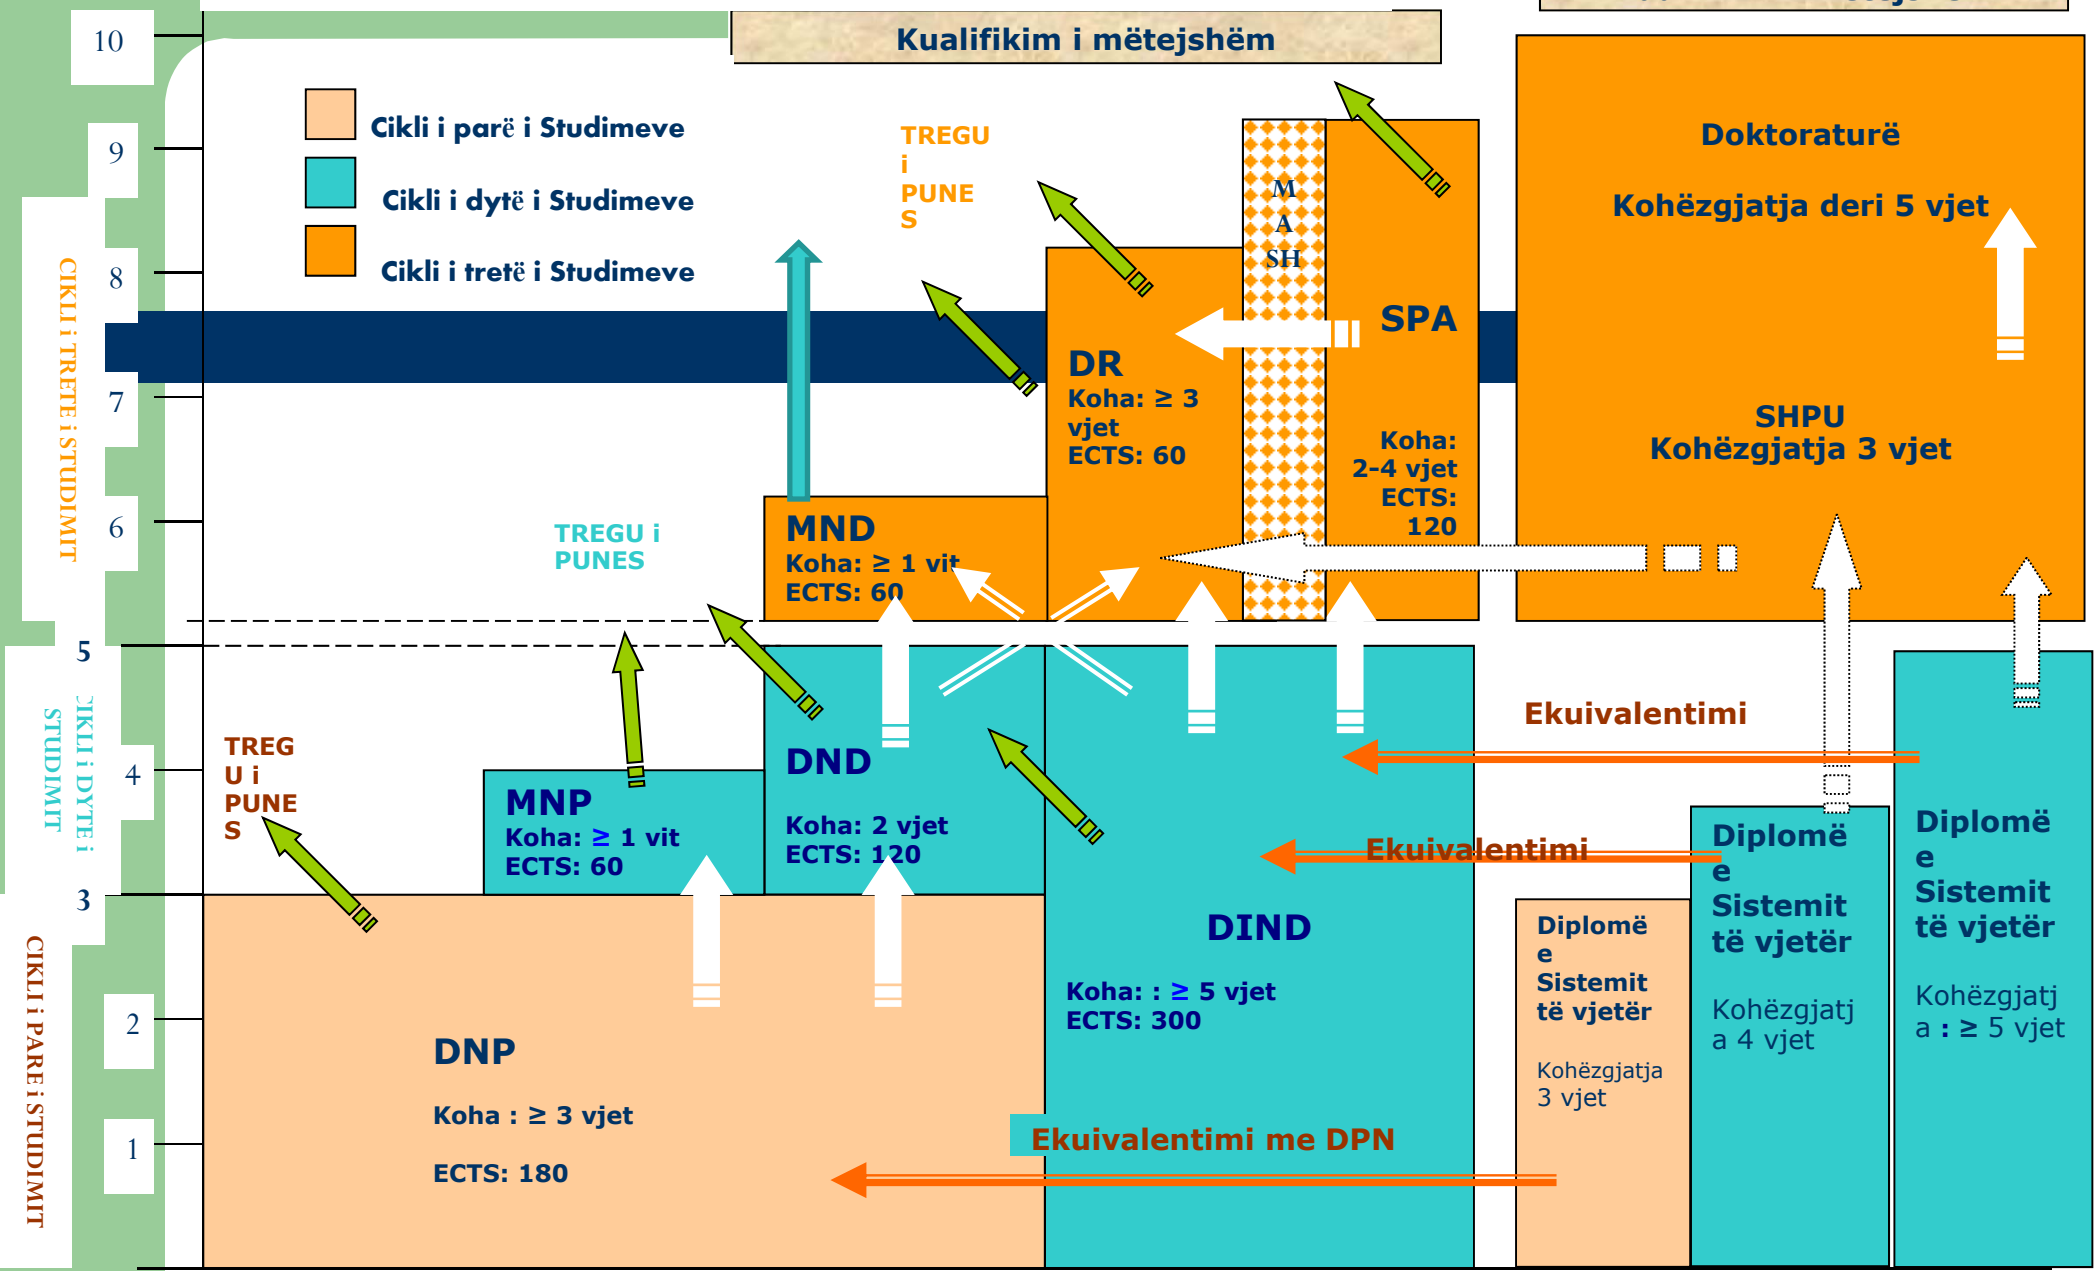 Kualifikim i mëtejshëm
10
9
8
7
6
5
4
3
2
1
CIKLI i TRETE i STUDIMIT
CIKLI i DYTE i
STUDIMIT
CIKLI i PARE i STUDIMIT
Cikli i parë i Studimeve
Cikli i dytë i Studimeve
Cikli i tretë i Studimeve
TREGU
i
PUNE
S
M
A
SH
SPA
Koha:
2-4 vjet
ECTS:
120
DR
Koha: ≥ 3
vjet
ECTS: 60
Doktoraturë
Kohëzgjatja deri 5 vjet
SHPU
Kohëzgjatja 3 vjet
TREGU i
PUNES
MND
Koha: ≥ 1 vit
ECTS: 60
TREG
U i
PUNE
S
MNP
Koha: ≥ 1 vit
ECTS: 60
DND
Koha: 2 vjet
ECTS: 120
DIND
Koha: : ≥ 5 vjet
ECTS: 300
DNP
Koha : ≥ 3 vjet
ECTS: 180
Ekuivalentimi
Ekuivalentimi
Ekuivalentimi me DPN
Diplomë
e
Sistemit
të vjetër
Kohëzgjatja
3 vjet
Diplomë
e
Sistemit
të vjetër
Kohëzgjatj
a 4 vjet
Diplomë
e
Sistemit
të vjetër
Kohëzgjatj
a : ≥ 5 vjet